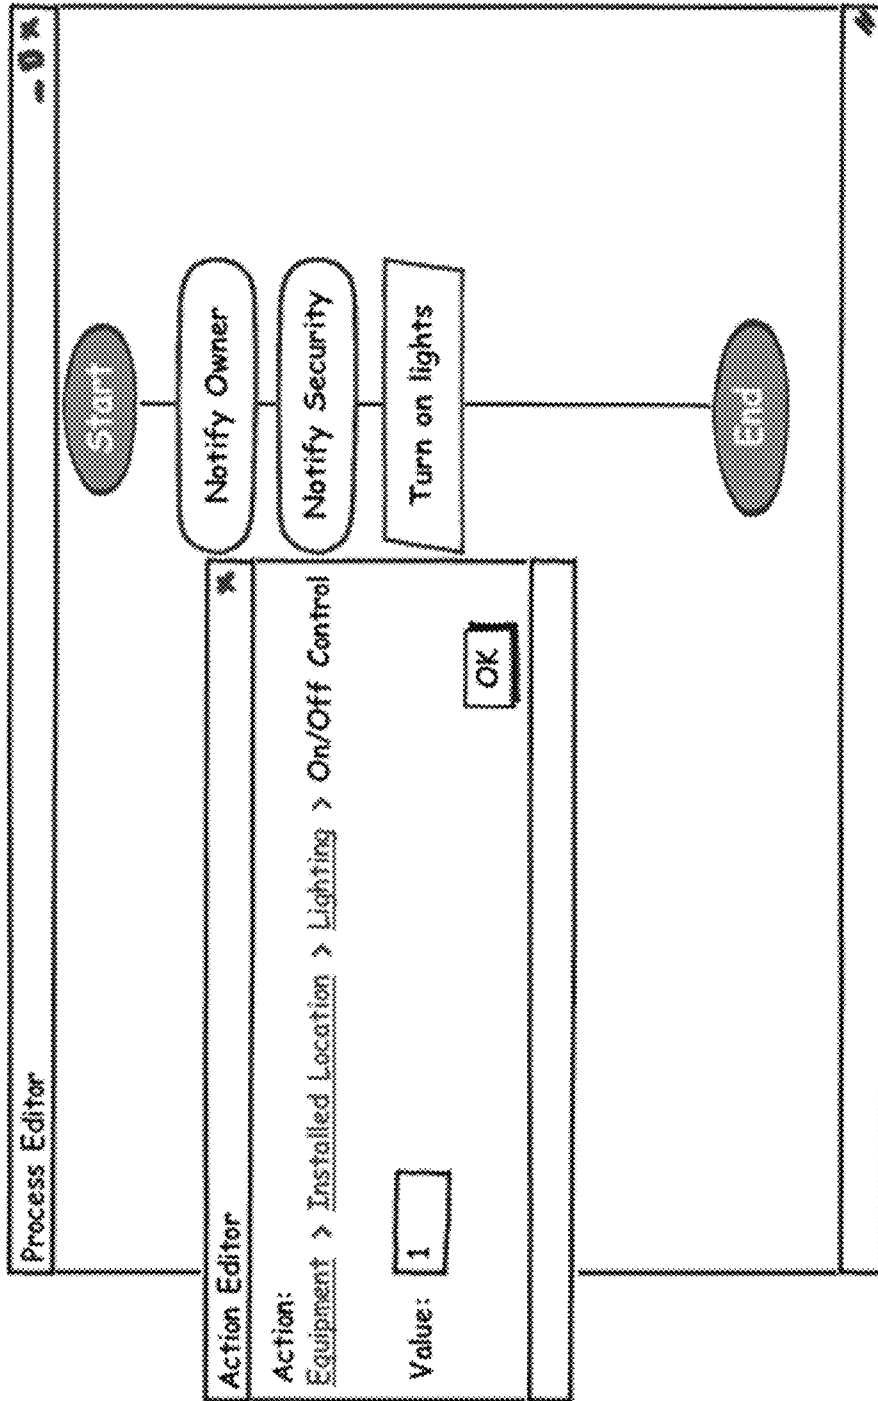 Process Editor
Start
Notify Owner
Notify Security
Turn on lights
End
Action Editor
Action:
Equipment > Installed Location > Lighting > On/Off Control
Value: 1
OK